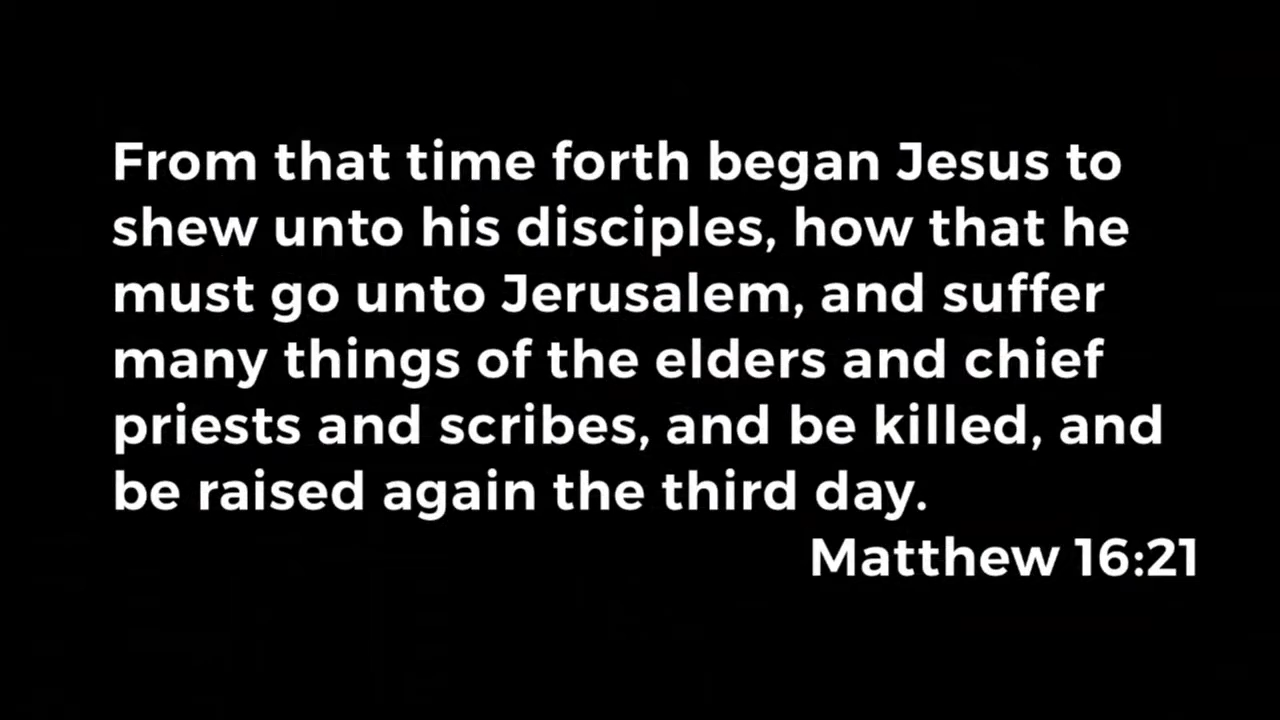 From that time forth began Jesus to
shew unto his disciples, how that he
must go unto Jerusalem, and suffer
many things of the elders and chief
priests and scribes, and be killed, and
be raised again the third day.
Matthew 16:21